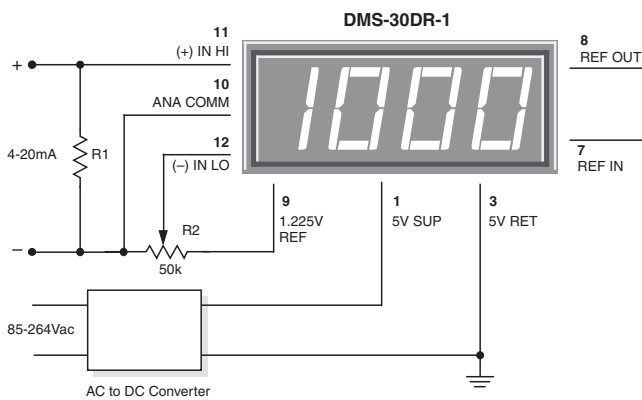 DMS-30DR-1
11
(+) IN HI
8
REF OUT
+
10
ANA COMM
1000
12
4-20mA
R1
(–) IN LO
7
REF IN
9
1.225V
REF
1
5V SUP
3
5V RET
R2
–
50k
85-264Vac
AC to DC Converter